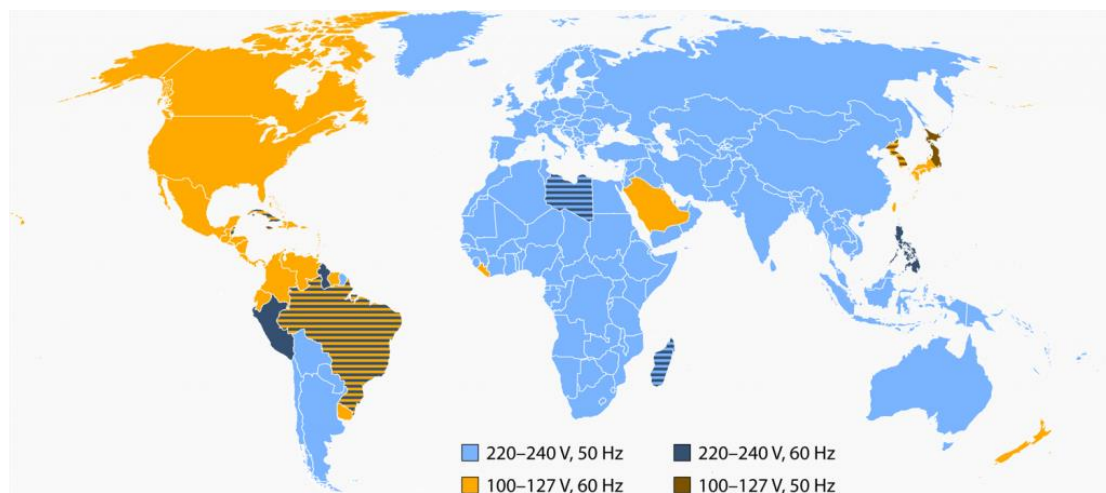 220–240 V, 50 Hz
220–240 V, 60 Hz
100–127 V, 60 Hz
100–127 V, 50 Hz